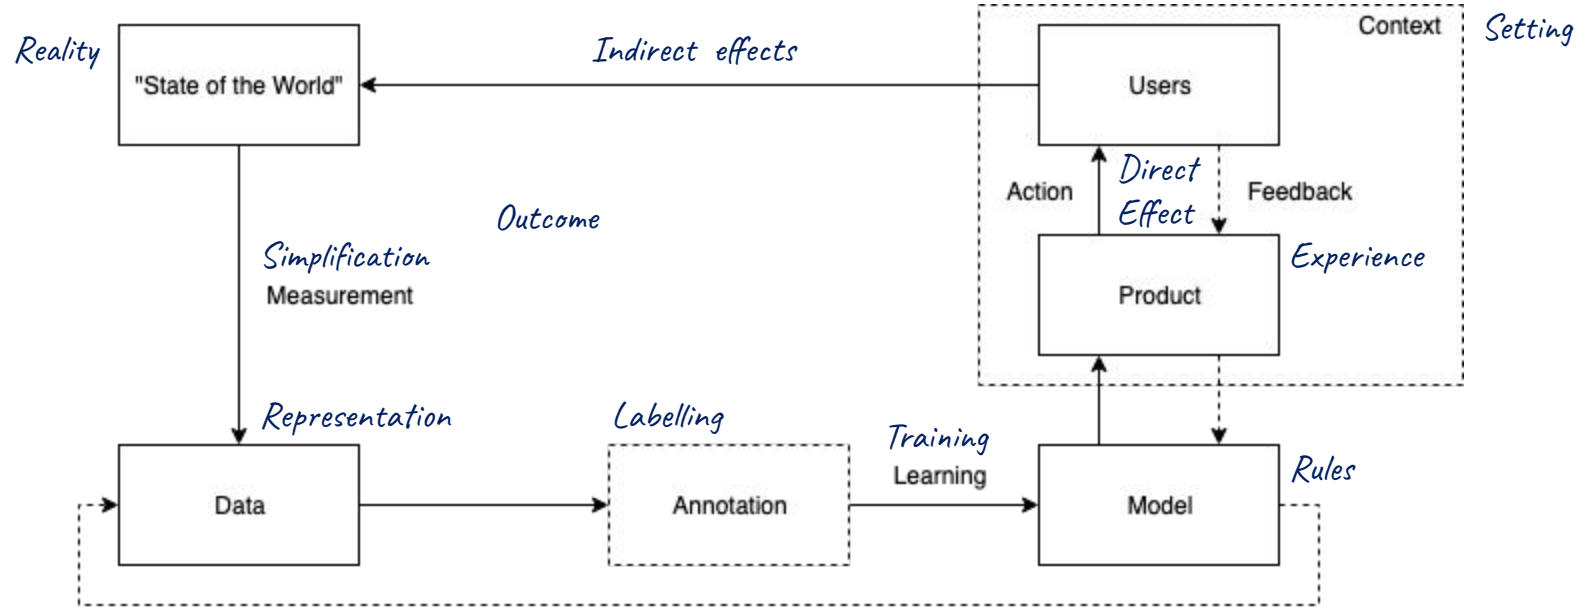 Reality
"State of the World"
Indirect effects
Users
Context
Setting
Action
Direct
Effect
Feedback
Outcome
Simplification
Measurement
Product
Experience
Representation
Labelling
Training
Learning
Data
Annotation
Model
Rules